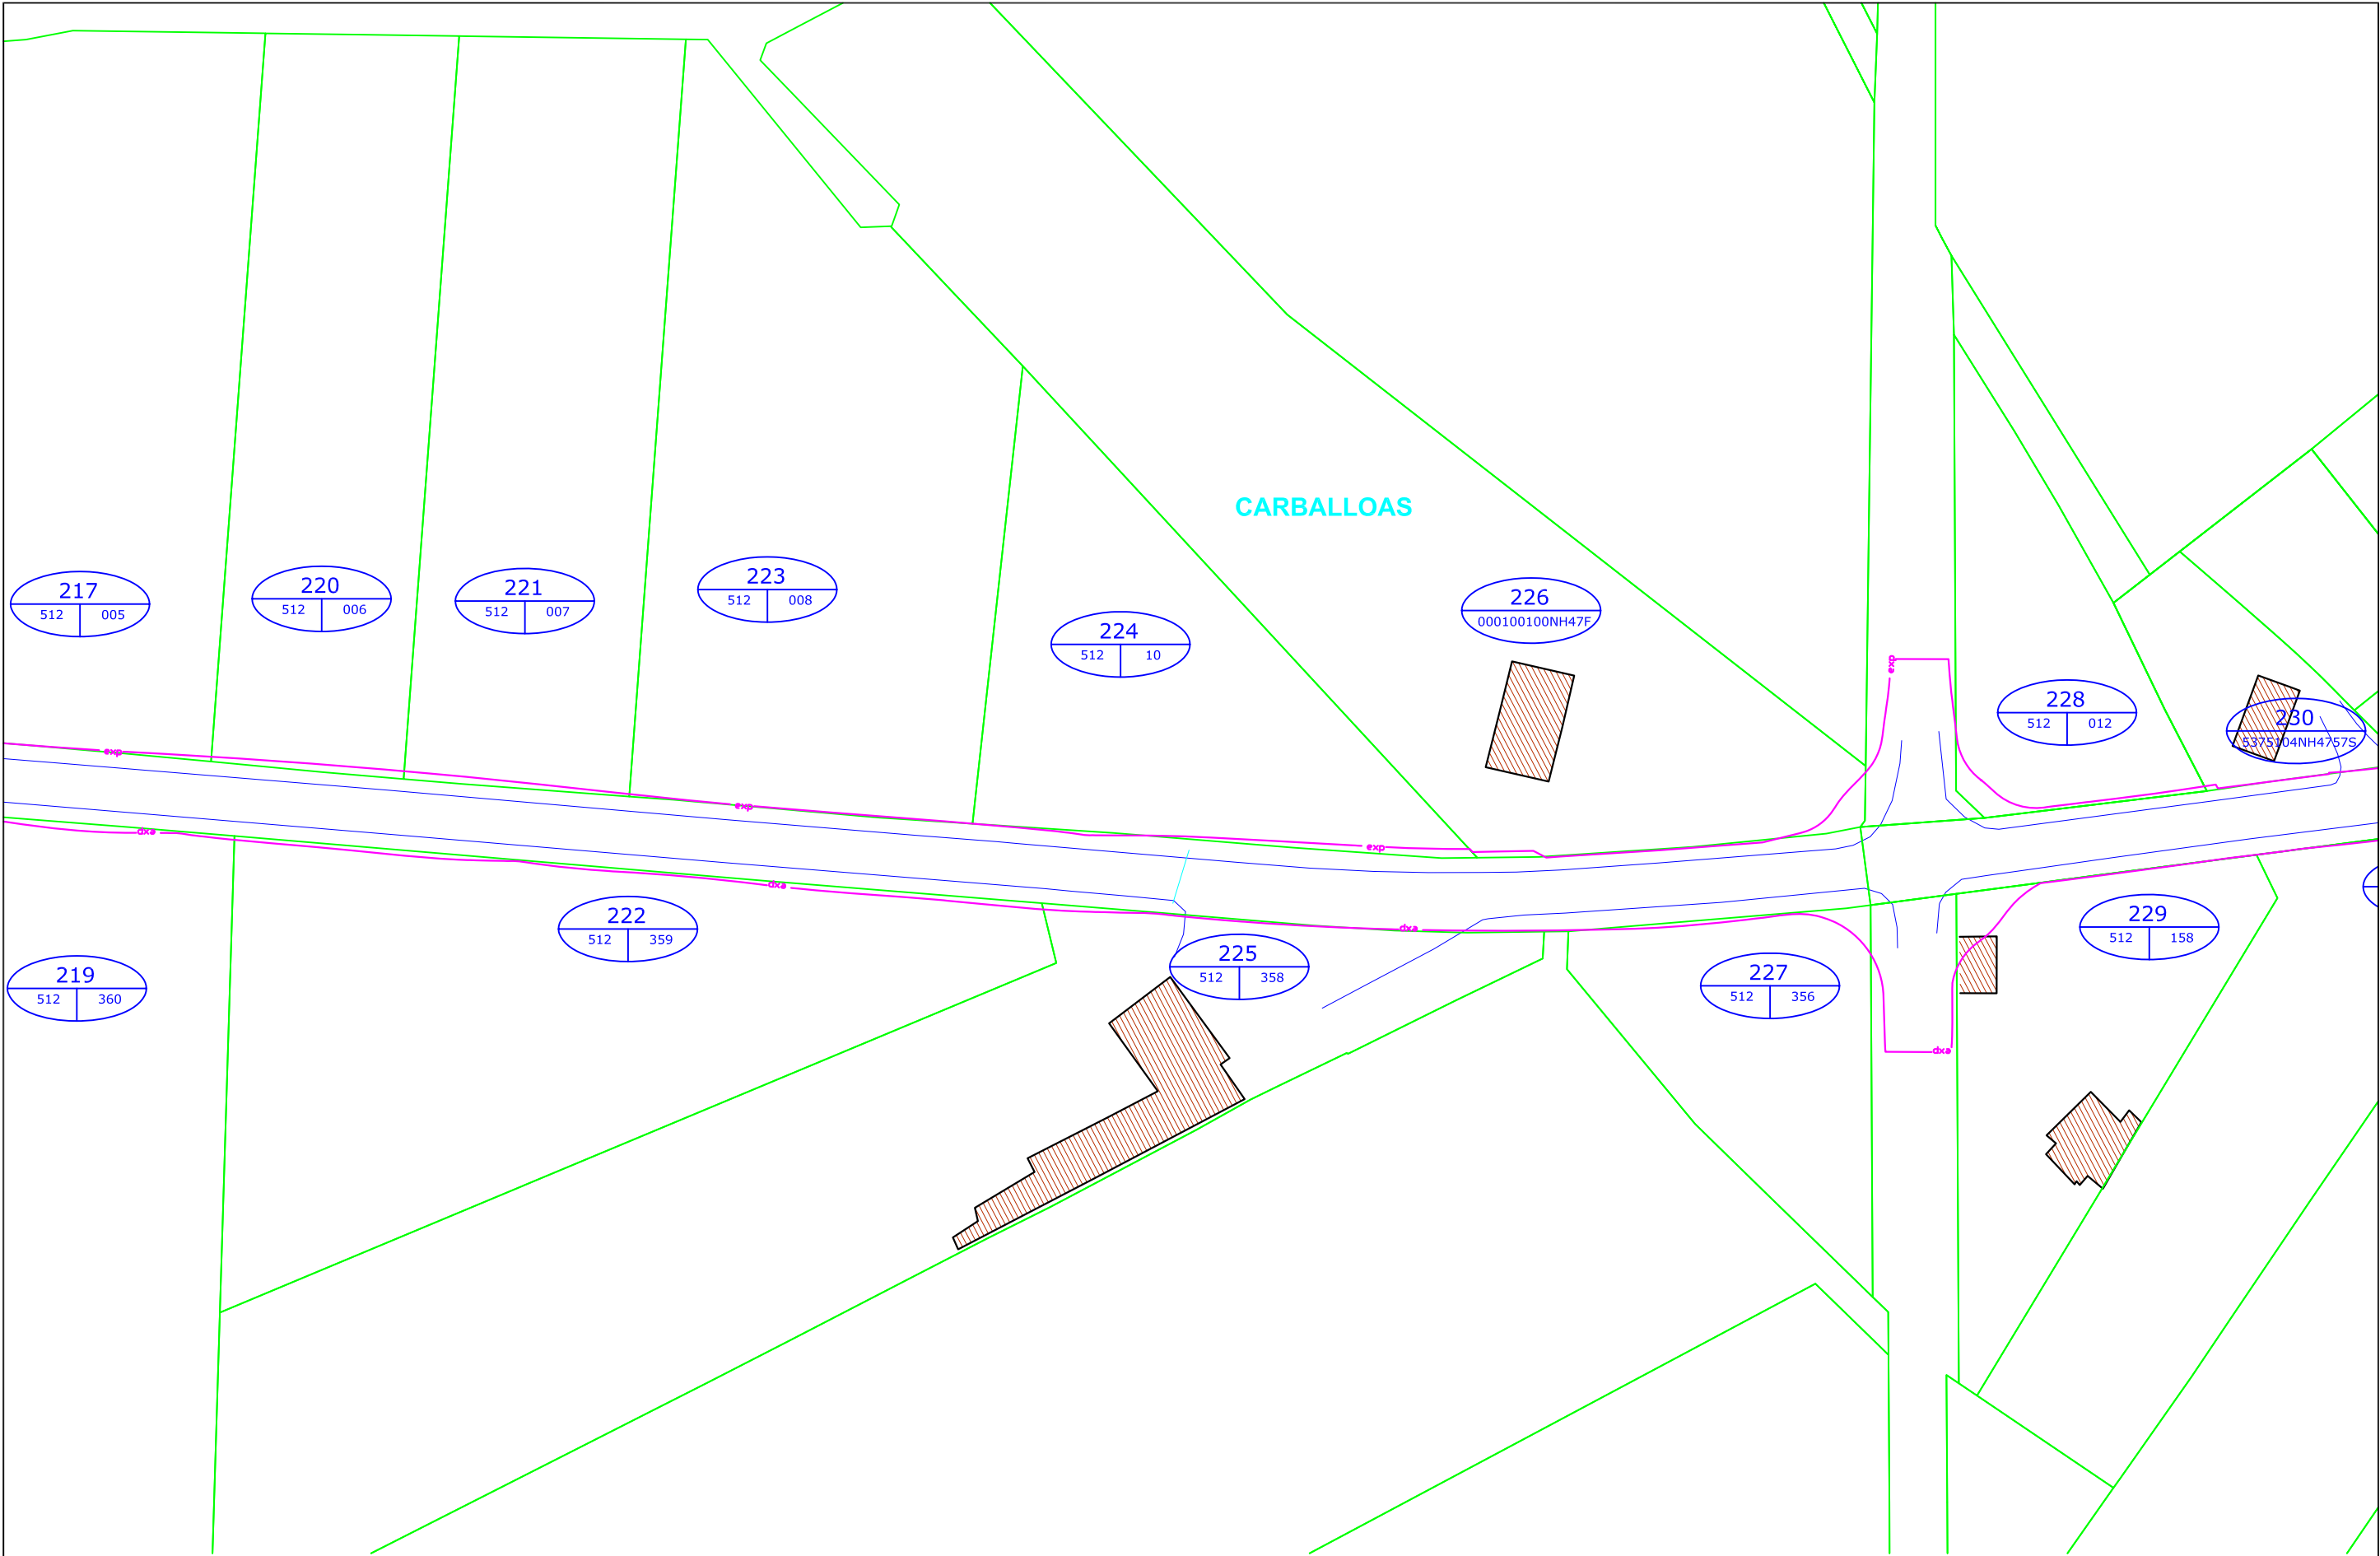 CARBALLOAS
217
512 005
220
512 006
221
512 007
223
512 008
224
512 10
226
000100100NH47F
228
512 012
230
5375104NH4757S
exp
exp
exp
exp
dxa
dxa
dxa
dxa
219
512 360
222
512 359
225
512 358
227
512 356
229
512 158